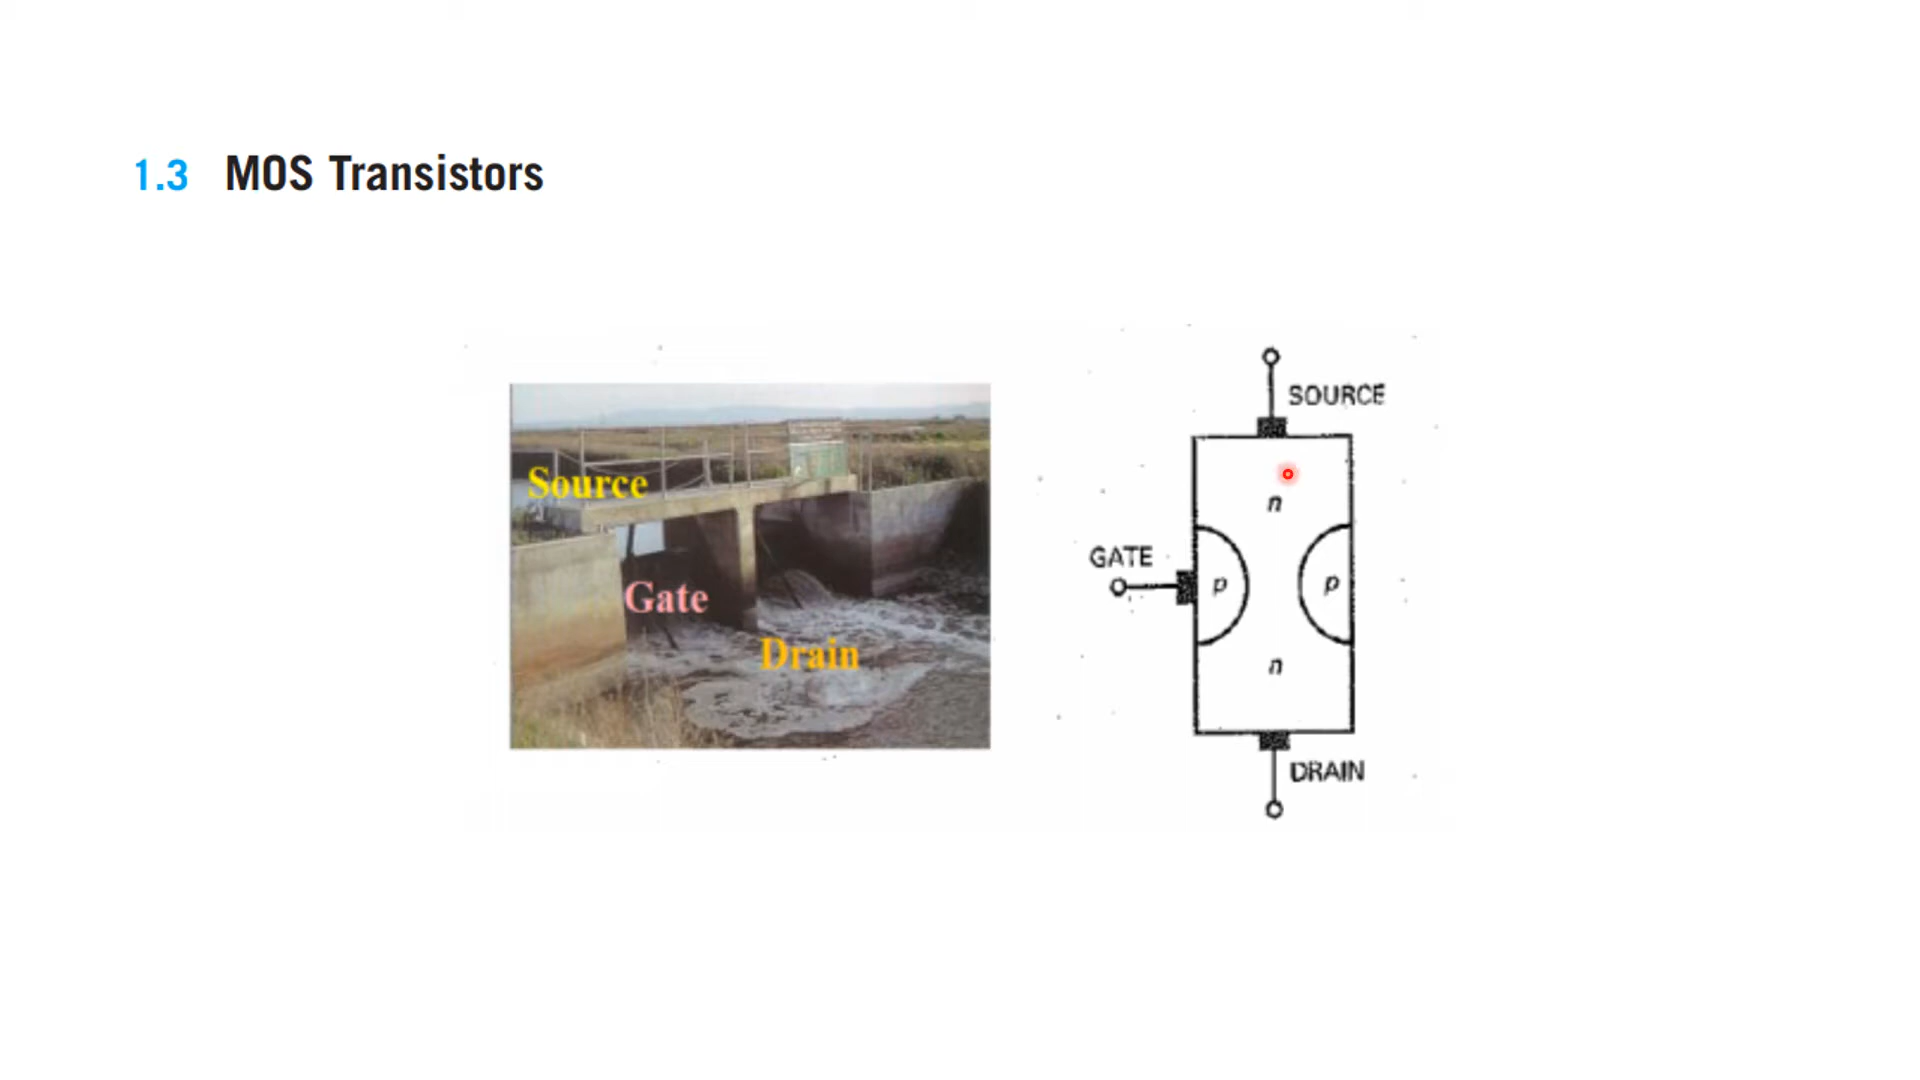 1.3 MOS Transistors
Source
Gate
Drain
SOURCE
n
GATE
p
p
n
DRAIN